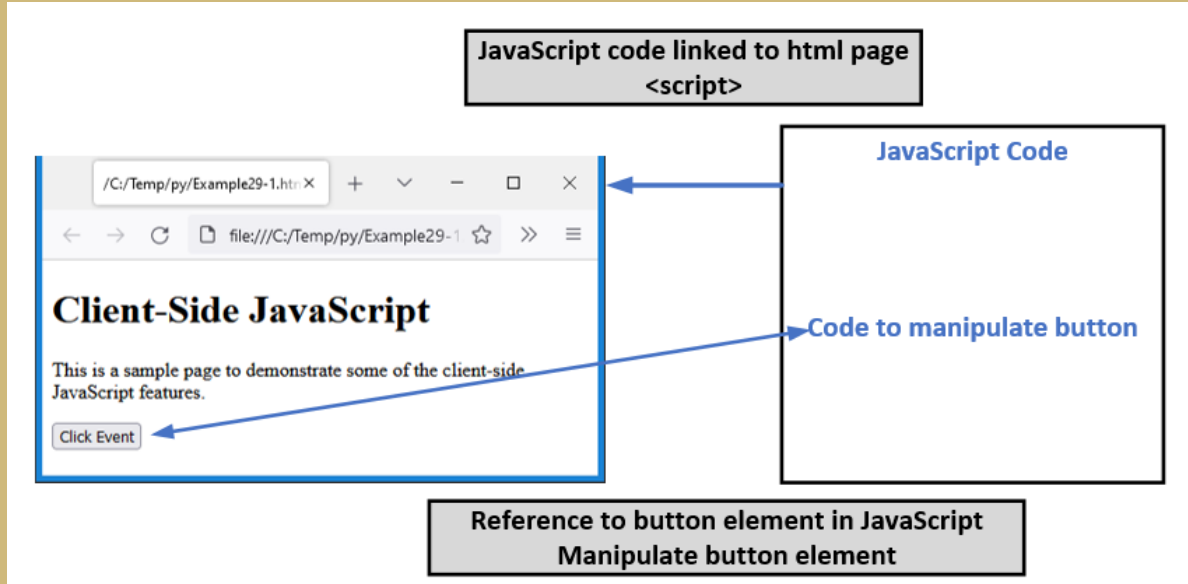 JavaScript code linked to html page
<script>
JavaScript Code
/C:/Temp/py/Example29-1.htm
file:///C:/Temp/py/Example29-1
Client-Side JavaScript
Code to manipulate button
This is a sample page to demonstrate some of the client-side
JavaScript features.
Click Event
Reference to button element in JavaScript
Manipulate button element